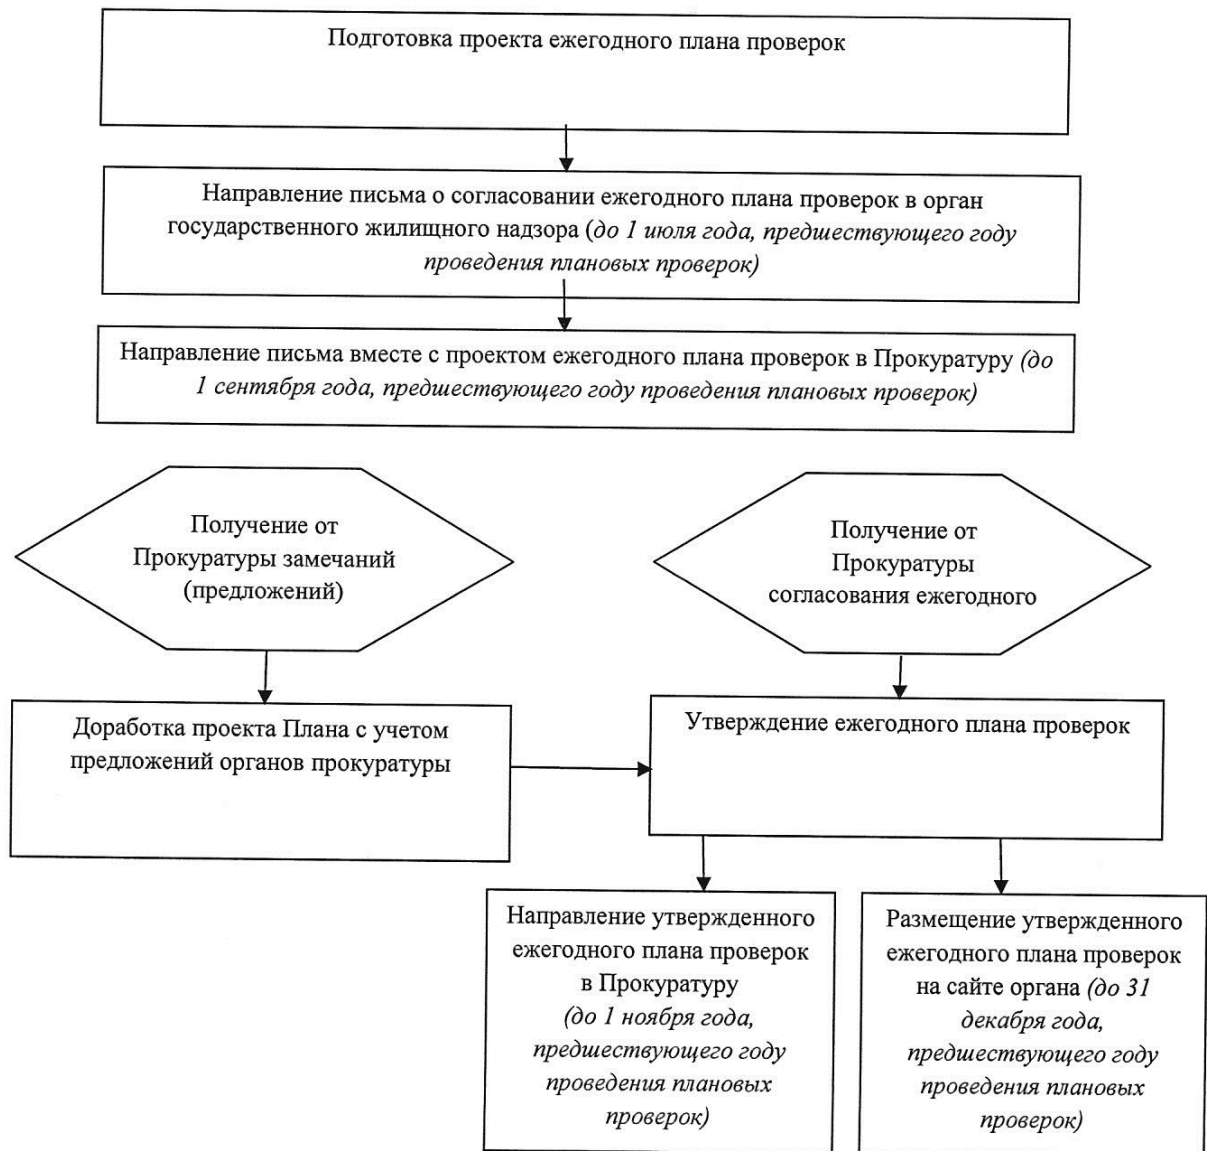 Подготовка проекта ежегодного плана проверок
Направление письма о согласовании ежегодного плана проверок в орган
государственного жилищного надзора (до 1 июля года, предшествующего году
проведения плановых проверок)
Направление письма вместе с проектом ежегодного плана проверок в Прокуратуру (до
1 сентября года, предшествующего году проведения плановых проверок)
Получение от
Прокуратуры замечаний
(предложений)
Получение от
Прокуратуры
согласования ежегодного
Доработка проекта Плана с учетом
предложений органов прокуратуры
Утверждение ежегодного плана проверок
Направление утвержденного
ежегодного плана проверок
в Прокуратуру
(до 1 ноября года,
предшествующего году
проведения плановых
проверок)
Размещение утвержденного
ежегодного плана проверок
на сайте органа (до 31
декабря года,
предшествующего году
проведения плановых
проверок)